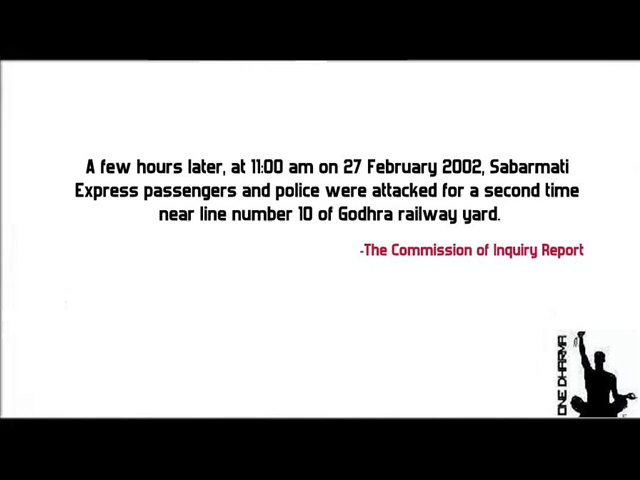 A few hours later, at 11:00 am on 27 February 2002, Sabarmati
Express passengers and police were attacked for a second time
near line number 10 of Godhra railway yard.
-The Commission of Inquiry Report
ONE DHARMA